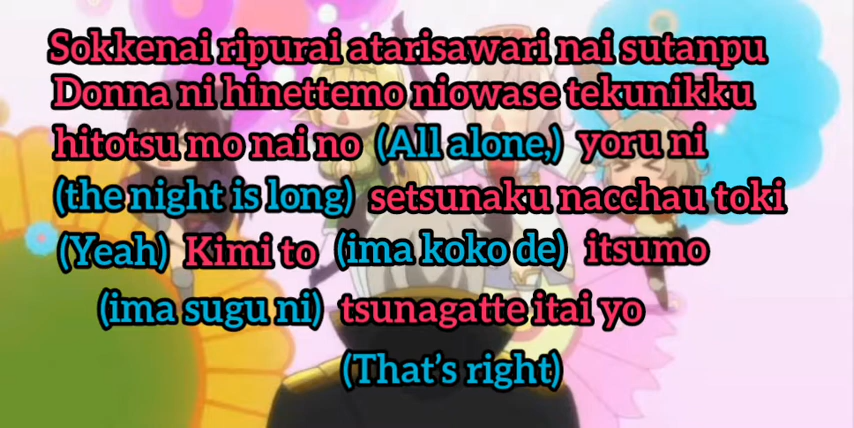 Sokkenai ripurai atarisawari nai sutanpu
Donna ni hinettemo niowase tekunikku
hitotsu mo nai no (All alone,) yoru ni
(the night is long) setsunaku nacchau toki
(Yeah) Kimi to (ima koko de) itsumo
(ima sugu ni) tsunagatte itai yo
(That's right)